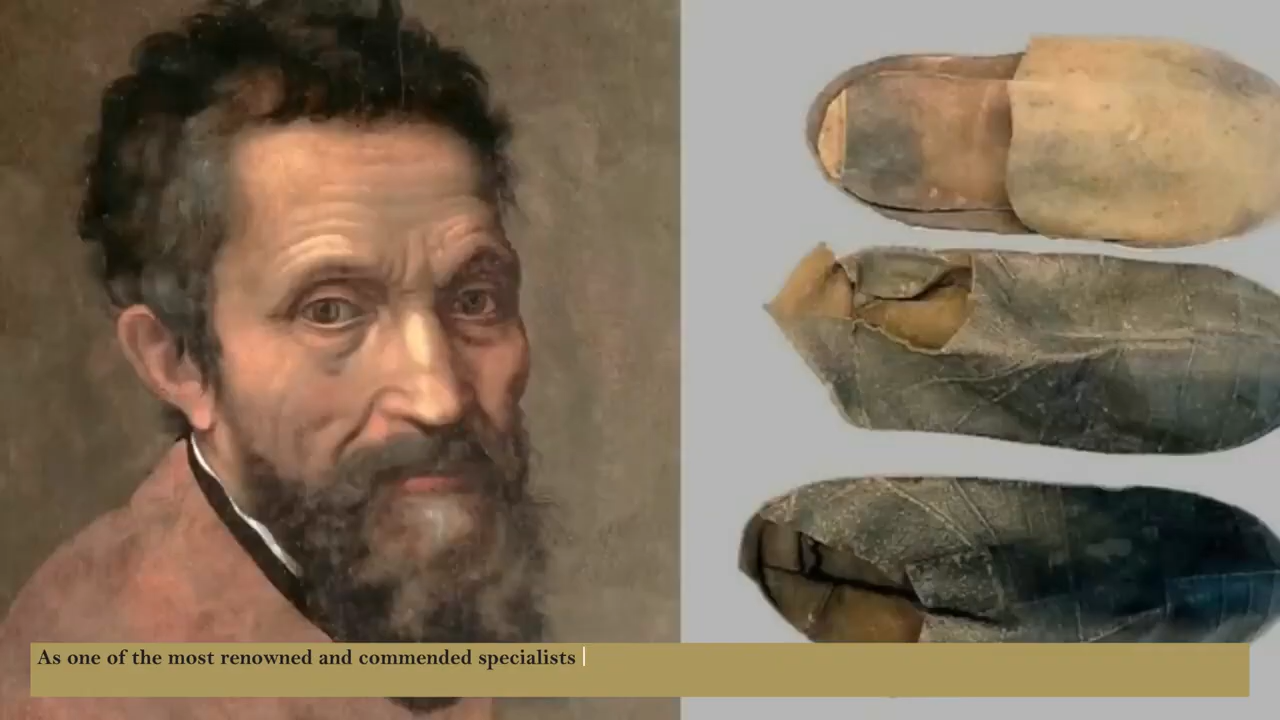 As one of the most renowned and commended specialists